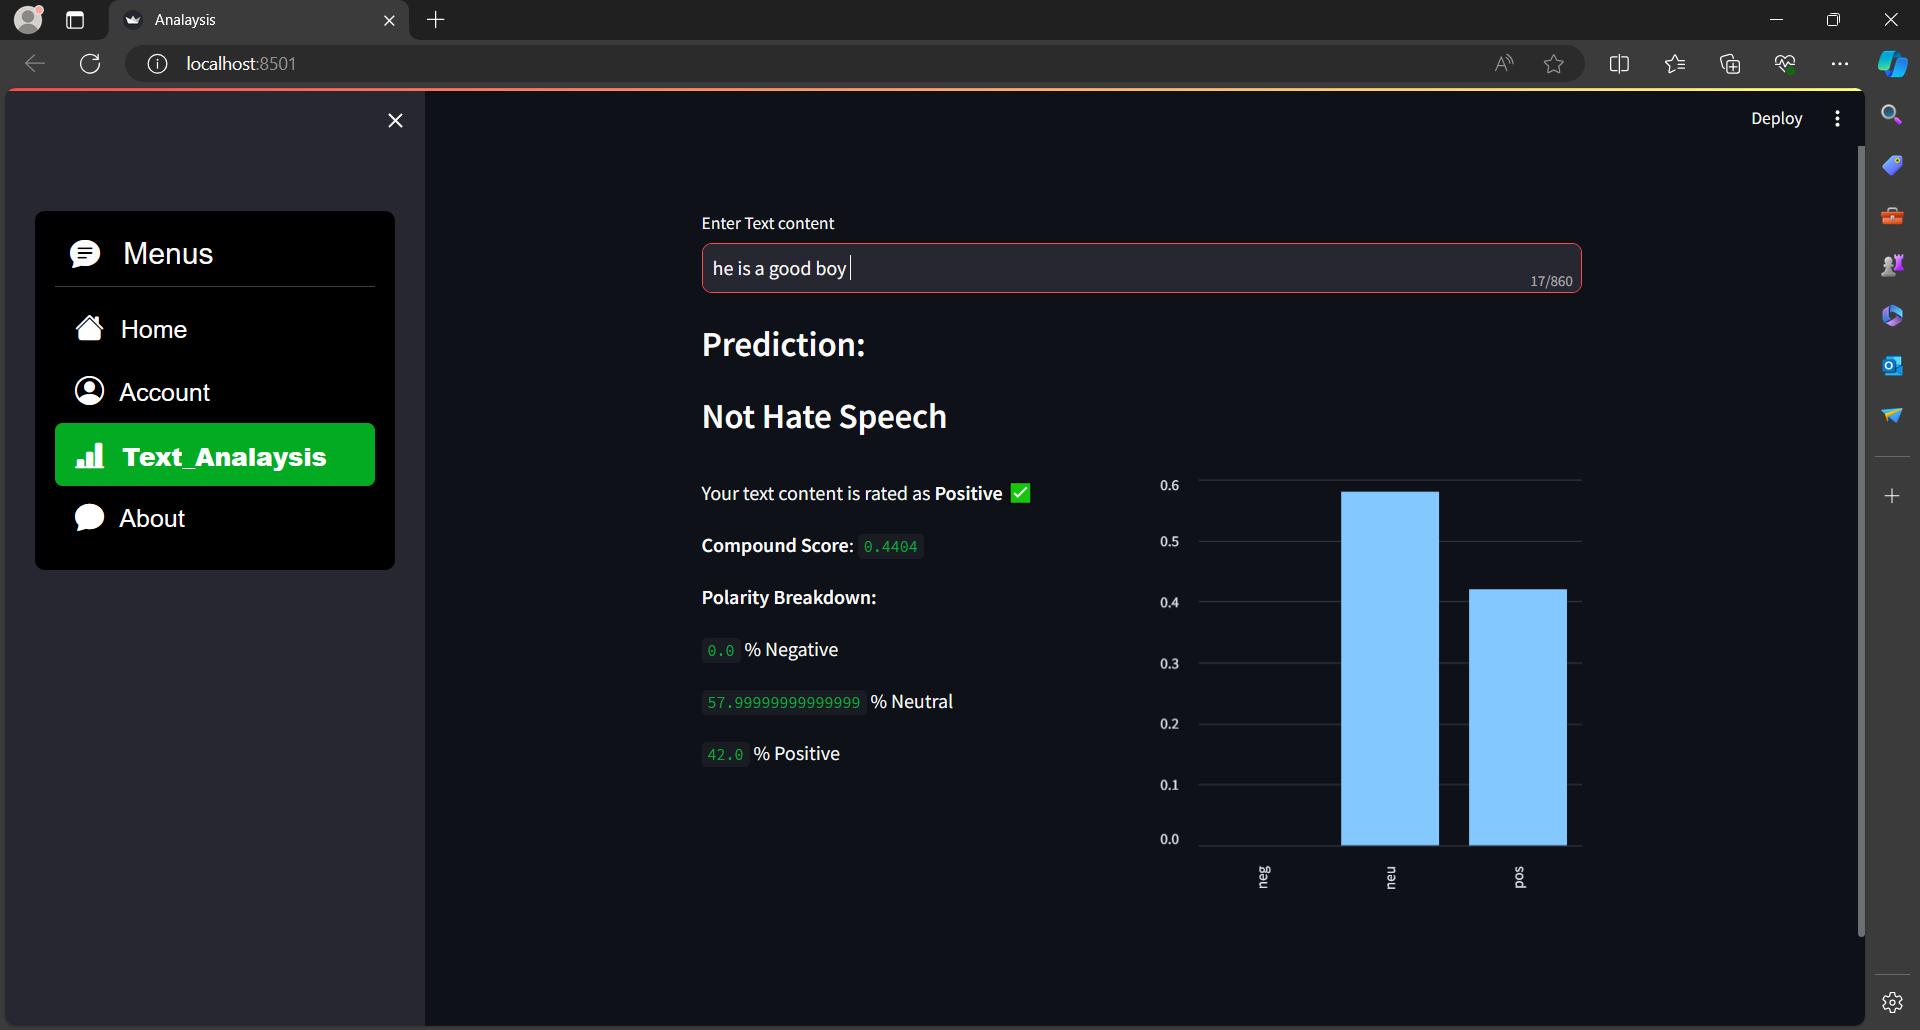 Analaysis
localhost:8501
Deploy
Menus
Home
Account
Text_Analaysis
About
Enter Text content
he is a good boy
17/860
Prediction:
Not Hate Speech
Your text content is rated as Positive ✅
Compound Score: 0.4404
Polarity Breakdown:
0.0 % Negative
57.99999999999999 % Neutral
42.0 % Positive
0.6
0.5
0.4
0.3
0.2
0.1
0.0
neg
neu
pos